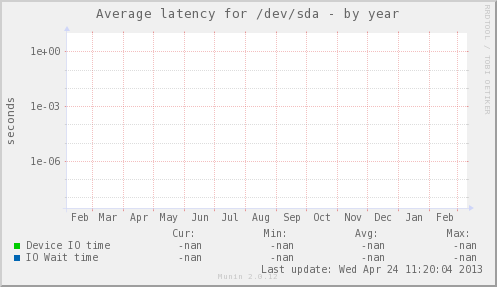 Average latency for /dev/sda - by year
RRDTOOL / TOBI OETIKER
seconds
1e+00
1e-03
1e-06
Feb Mar Apr May Jun Jul Aug Sep Oct Nov Dec Jan Feb
Cur: Min: Avg: Max:
Device IO time -nan -nan -nan -nan
IO Wait time -nan -nan -nan -nan
Last update: Wed Apr 24 11:20:04 2013
Munin 2.0.12